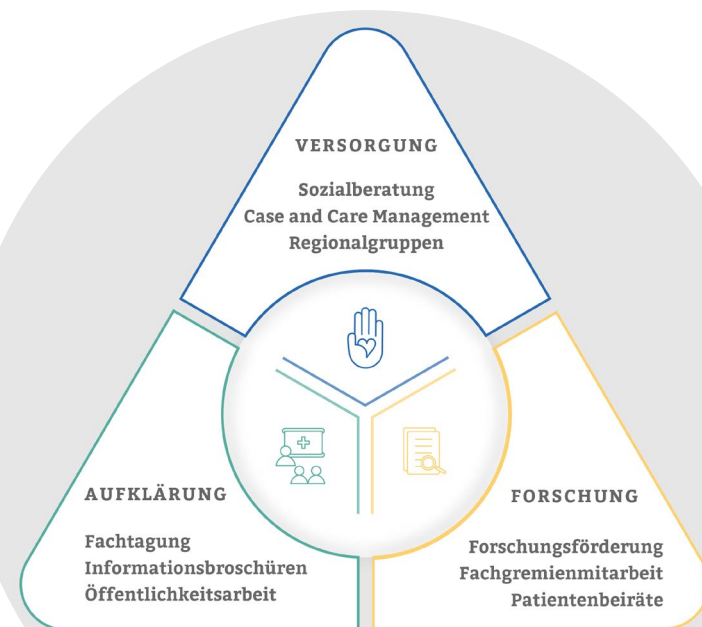 VERSORGUNG
Sozialberatung
Case and Care Management
Regionalgruppen
AUFKLÄRUNG
Fachtagung
Informationsbroschüren
Öffentlichkeitsarbeit
FORSCHUNG
Forschungsförderung
Fachgremienmitarbeit
Patientenbeiräte